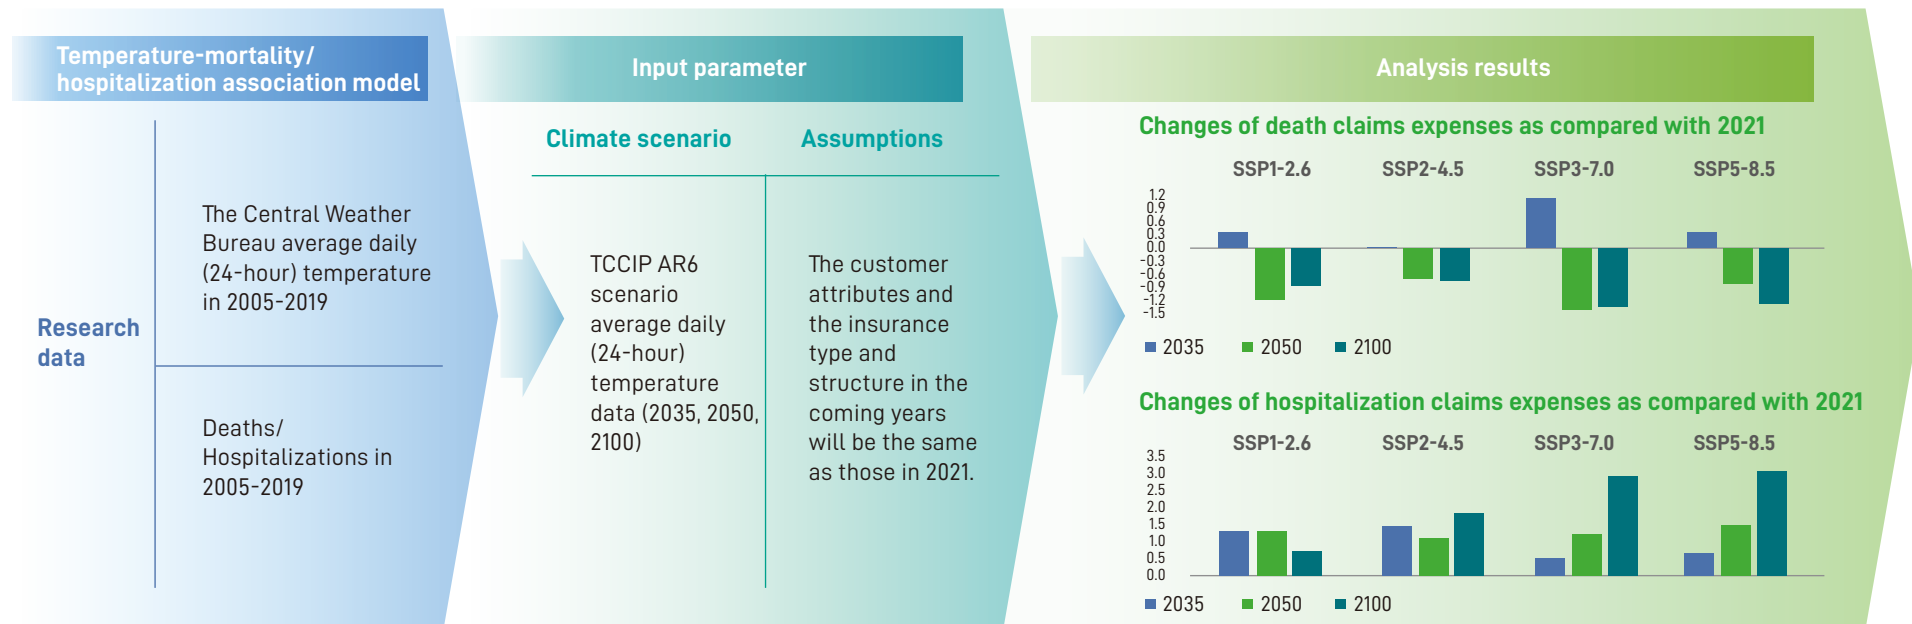 Temperature-mortality/
hospitalization association model
Research
data
The Central Weather
Bureau average daily
(24-hour) temperature
in 2005-2019
Deaths/
Hospitalizations in
2005-2019
Input parameter
Climate scenario
Assumptions
TCCIP AR6
scenario
average daily
(24-hour)
temperature
data (2035, 2050,
2100)
The customer
attributes and
the insurance
type and
structure in the
coming years
will be the same
as those in 2021.
Analysis results
Changes of death claims expenses as compared with 2021
SSP1-2.6 SSP2-4.5 SSP3-7.0 SSP5-8.5
1.2
0.9
0.6
0.3
0.0
-0.3
-0.6
-0.9
-1.2
-1.5
2035 2050 2100
Changes of hospitalization claims expenses as compared with 2021
SSP1-2.6 SSP2-4.5 SSP3-7.0 SSP5-8.5
3.5
3.0
2.5
2.0
1.5
1.0
0.5
0.0
2035 2050 2100